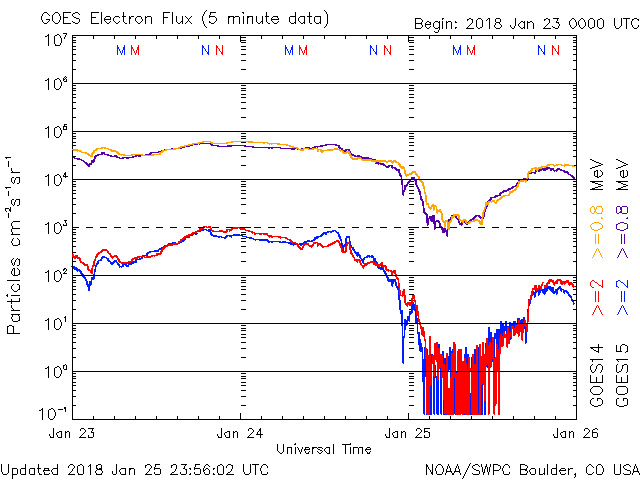 GOES Electron Flux (5 minute data)
Begin: 2018 Jan 23 0000 UTC
M M N N M M N N M M N N
10⁷
10⁶
10⁵
10⁴
10³
10²
10¹
10⁰
10⁻¹
Particles cm⁻²s⁻¹sr⁻¹
GOES14 >=2 >=0.8 MeV
GOES15 >=2 >=0.8 MeV
Jan 23 Jan 24 Jan 25 Jan 26
Universal Time
Updated 2018 Jan 25 23:56:02 UTC
NOAA/SWPC Boulder, CO USA